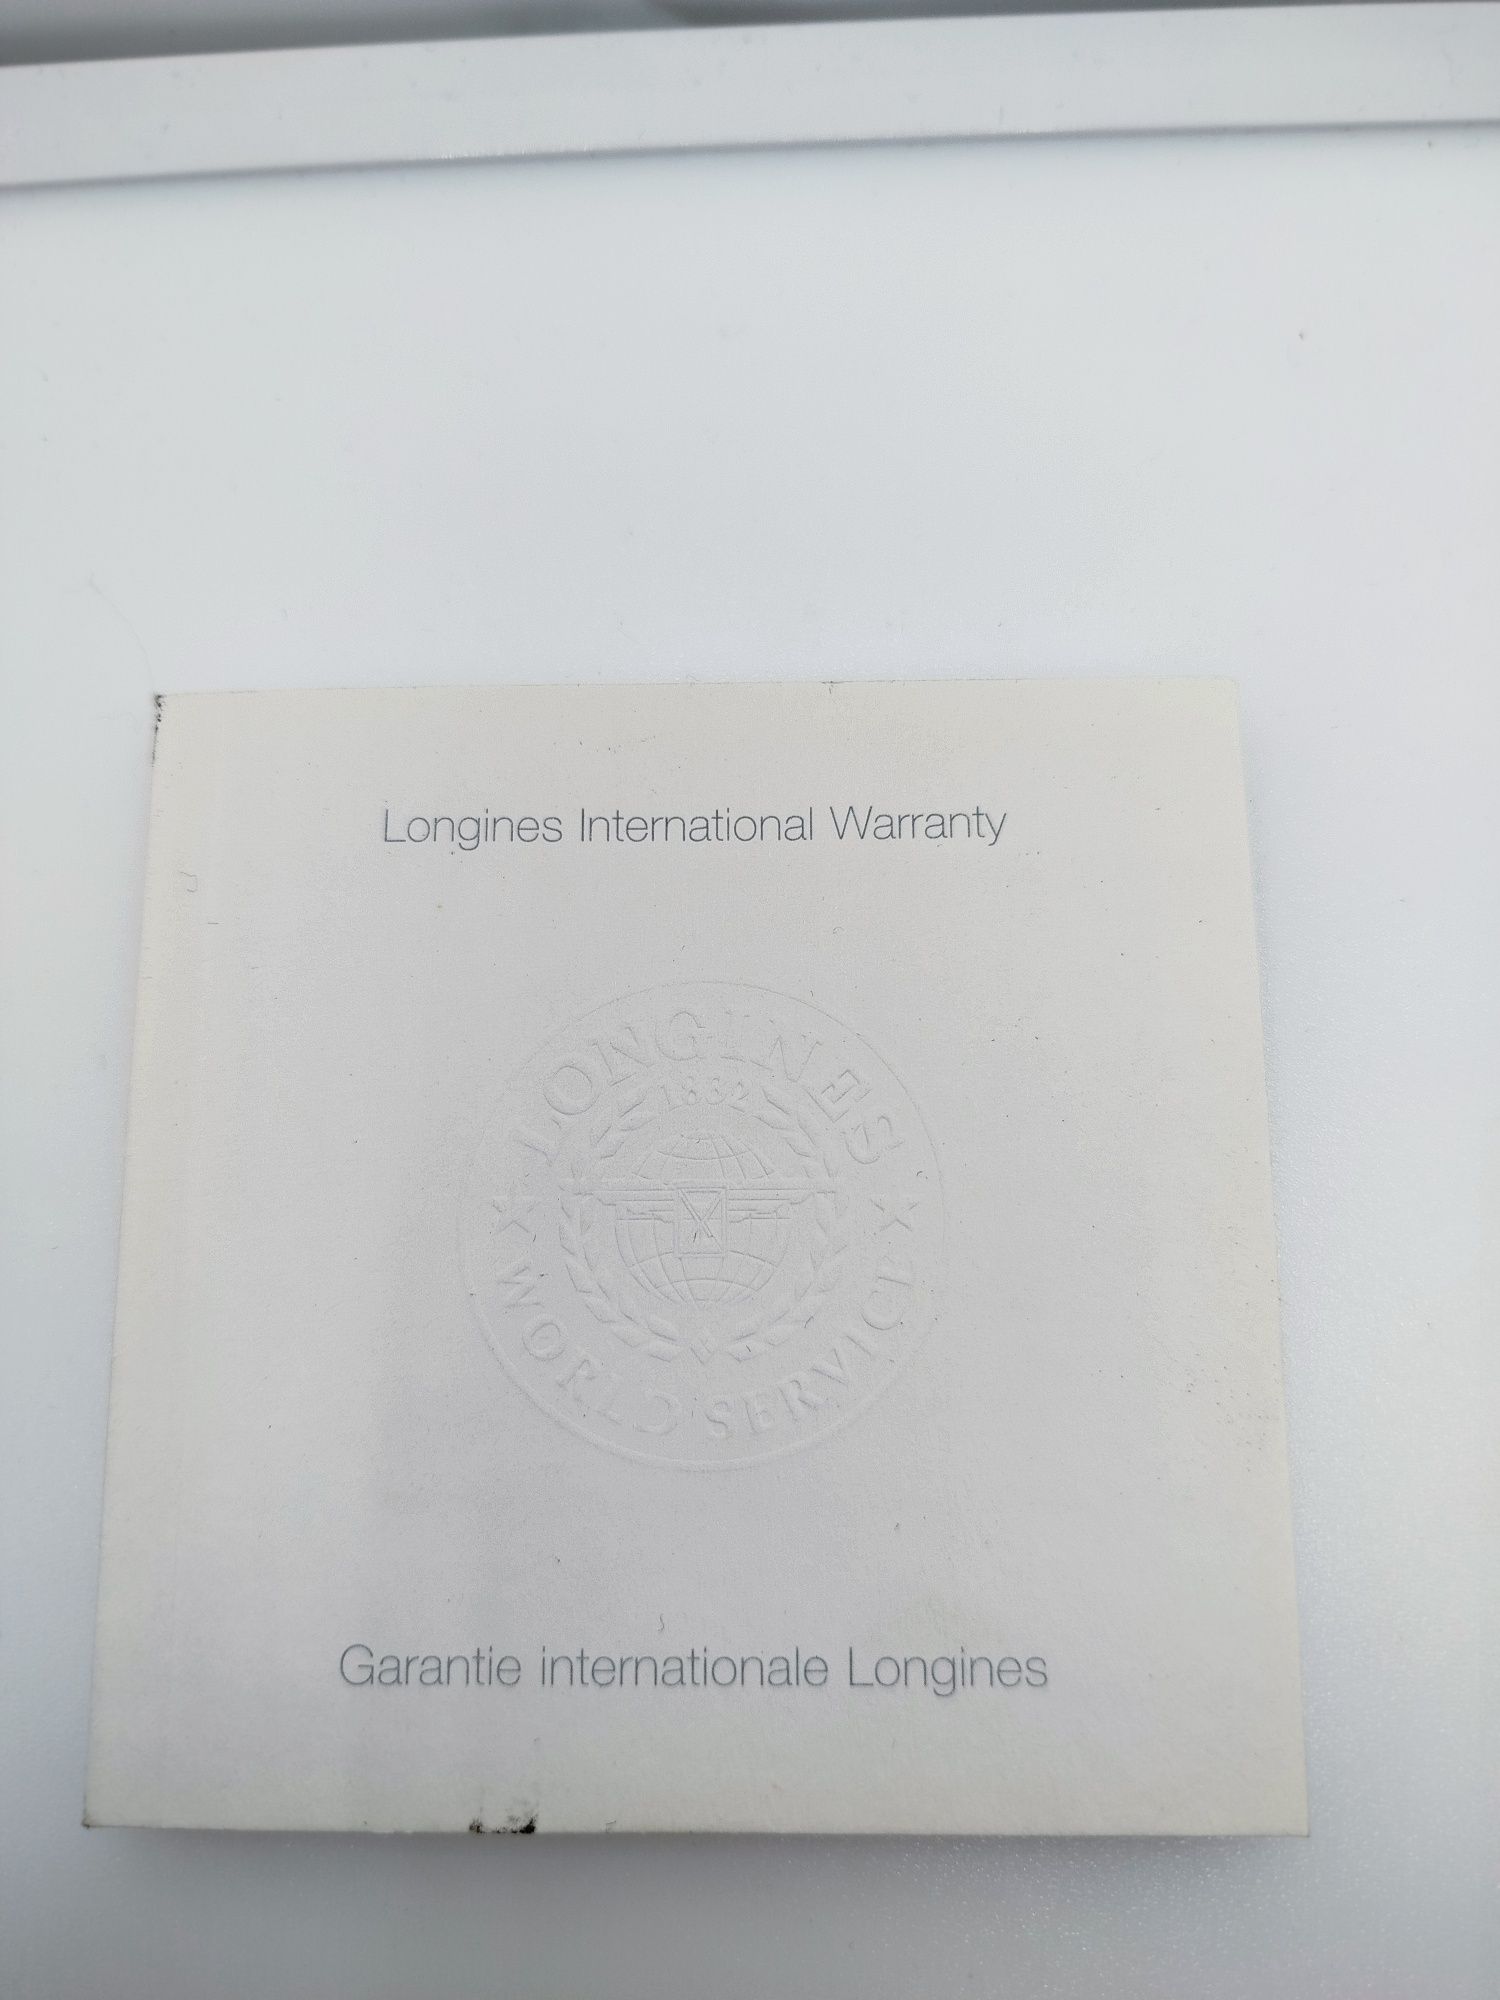 Longines International Warranty
LONGINES
1832
WORLD SERVICE
Garantie internationale Longines